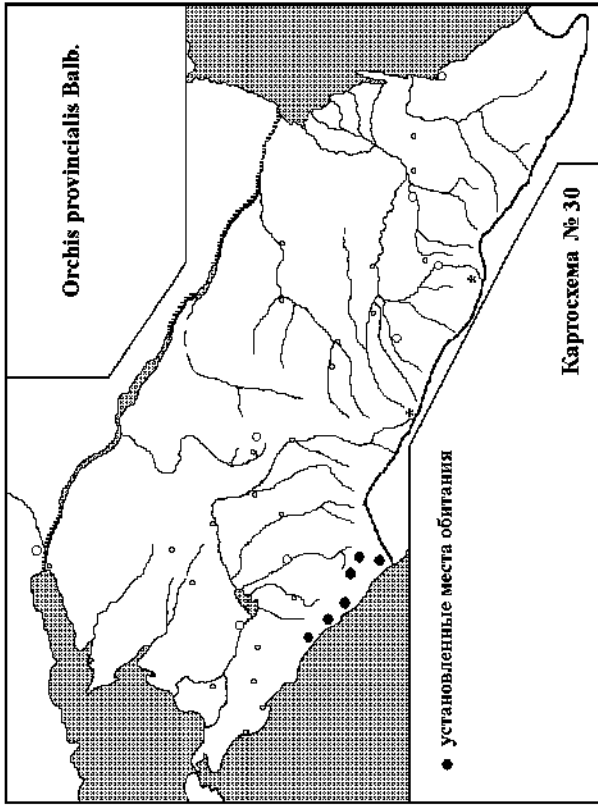 Orchis provincialis Balb.
установленные места обитания
Картосхема № 30